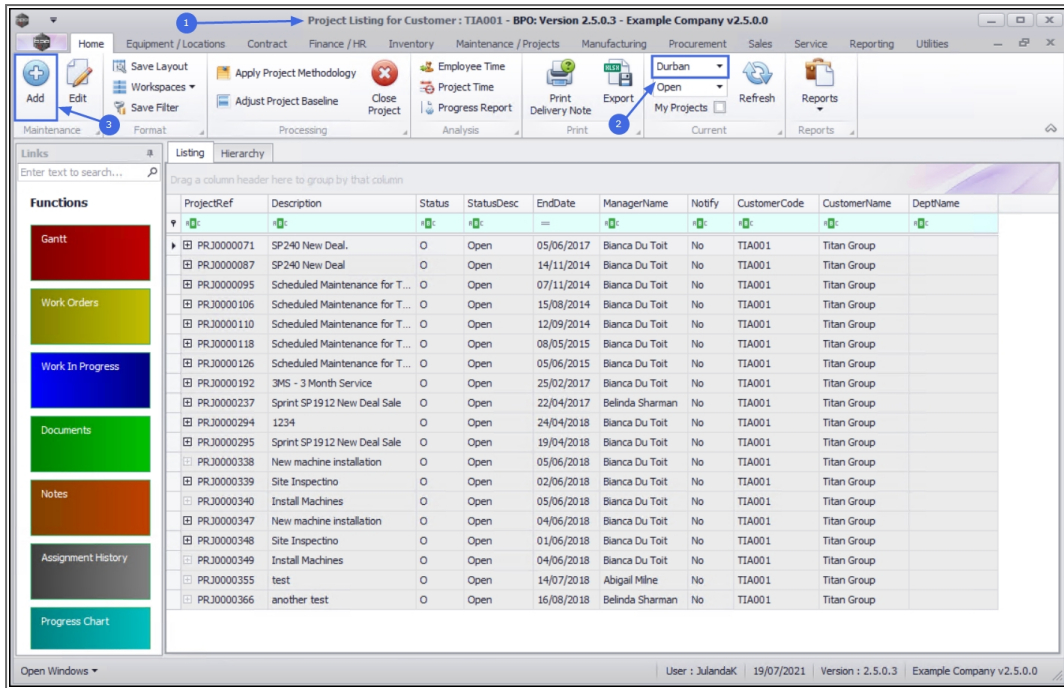 1
Project Listing for Customer : TIA001 - BPO: Version 2.5.0.3 - Example Company v2.5.0.0
Home Equipment / Locations Contract Finance / HR Inventory Maintenance / Projects Manufacturing Procurement Sales Service Reporting Utilities
Add Edit Save Layout Workspaces Save Filter
Apply Project Methodology Adjust Project Baseline Close Project
Employee Time Project Time Progress Report
Print Delivery Note Export
Durban Open My Projects Refresh
Reports
3 2
Maintenance Format Processing Analysis Print Current Reports
Links
Enter text to search...
Functions
Gantt
Work Orders
Work In Progress
Documents
Notes
Assignment History
Progress Chart
Listing Hierarchy
Drag a column header here to group by that column
ProjectRef Description Status StatusDesc EndDate ManagerName Notify CustomerCode CustomerName DeptName
PRJ0000071 SP240 New Deal. O Open 05/06/2017 Bianca Du Toit No TIA001 Titan Group
PRJ0000087 SP240 New Deal O Open 14/11/2014 Bianca Du Toit No TIA001 Titan Group
PRJ0000095 Scheduled Maintenance for T... O Open 07/11/2014 Bianca Du Toit No TIA001 Titan Group
PRJ0000106 Scheduled Maintenance for T... O Open 15/08/2014 Bianca Du Toit No TIA001 Titan Group
PRJ0000110 Scheduled Maintenance for T... O Open 12/09/2014 Bianca Du Toit No TIA001 Titan Group
PRJ0000118 Scheduled Maintenance for T... O Open 08/05/2015 Bianca Du Toit No TIA001 Titan Group
PRJ0000126 Scheduled Maintenance for T... O Open 05/06/2015 Bianca Du Toit No TIA001 Titan Group
PRJ0000192 3MS - 3 Month Service O Open 25/02/2017 Bianca Du Toit No TIA001 Titan Group
PRJ0000237 Sprint SP1912 New Deal Sale O Open 22/04/2017 Belinda Sharman No TIA001 Titan Group
PRJ0000294 1234 O Open 24/04/2018 Bianca Du Toit No TIA001 Titan Group
PRJ0000295 Sprint SP1912 New Deal Sale O Open 19/04/2018 Bianca Du Toit No TIA001 Titan Group
PRJ0000338 New machine installation O Open 05/06/2018 Bianca Du Toit No TIA001 Titan Group
PRJ0000339 Site Inspectino O Open 02/06/2018 Bianca Du Toit No TIA001 Titan Group
PRJ0000340 Install Machines O Open 05/06/2018 Bianca Du Toit No TIA001 Titan Group
PRJ0000347 New machine installation O Open 04/06/2018 Bianca Du Toit No TIA001 Titan Group
PRJ0000348 Site Inspectino O Open 01/06/2018 Bianca Du Toit No TIA001 Titan Group
PRJ0000349 Install Machines O Open 04/06/2018 Bianca Du Toit No TIA001 Titan Group
PRJ0000355 test O Open 14/07/2018 Abigail Milne No TIA001 Titan Group
PRJ0000366 another test O Open 16/08/2018 Belinda Sharman No TIA001 Titan Group
Open Windows User : JulandaK 19/07/2021 Version : 2.5.0.3 Example Company v2.5.0.0